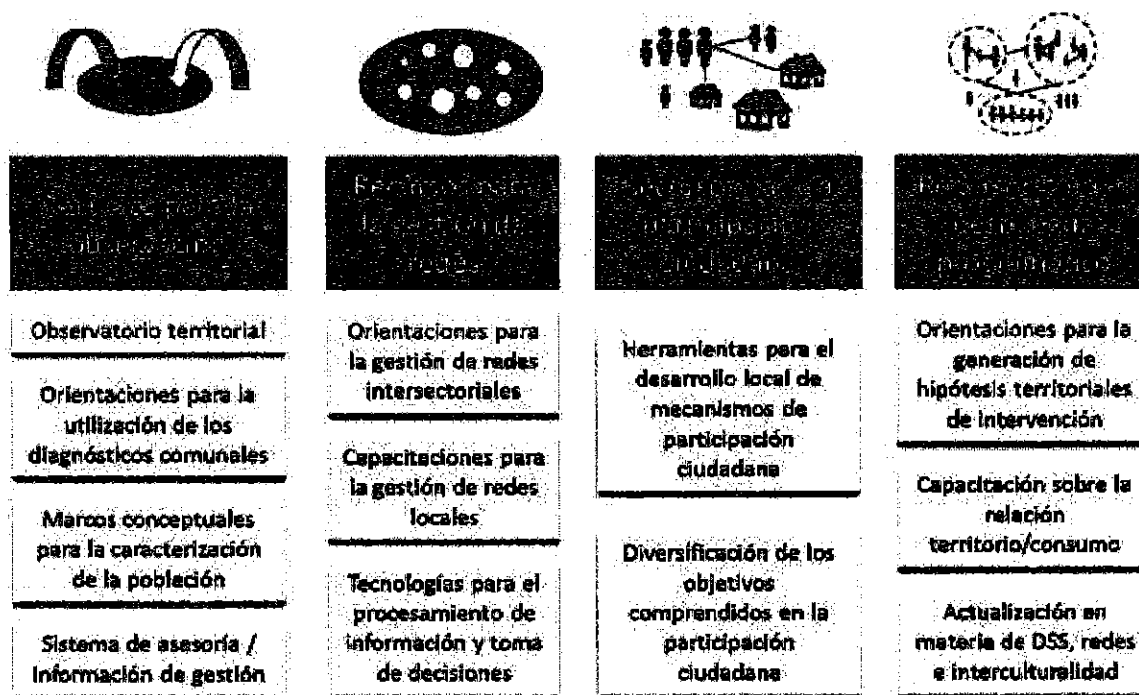 Observatorio territorial
Orientaciones para la
utilización de los
diagnósticos comunales
Marcos conceptuales
para la caracterización
de la población
Sistema de asesoría /
información de gestión
la gestión de
redes
Orientaciones para
la gestión de redes
intersectoriales
Capacitaciones para
la gestión de redes
locales
Tecnologías para el
procesamiento de
información y toma
de decisiones
Herramientas para el
desarrollo local de
mecanismos de
participación
ciudadana
Diversificación de los
objetivos
comprendidos en la
participación
ciudadana
Orientaciones para la
generación de
hipótesis territoriales
de intervención
Capacitación sobre la
relación
territorio/consumo
Actualización en
materia de DSS, redes
e interculturalidad